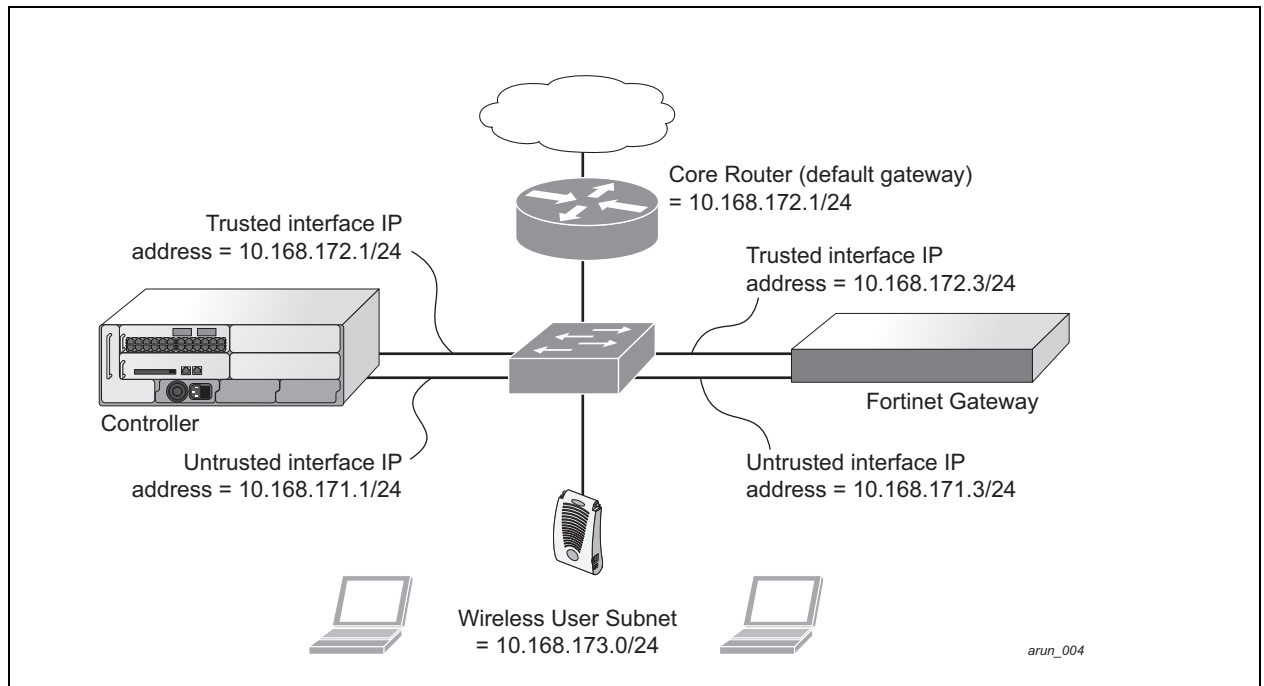 Core Router (default gateway)
= 10.168.172.1/24
Trusted interface IP
address = 10.168.172.1/24
Trusted interface IP
address = 10.168.172.3/24
Controller
Fortinet Gateway
Untrusted interface IP
address = 10.168.171.1/24
Untrusted interface IP
address = 10.168.171.3/24
Wireless User Subnet
= 10.168.173.0/24
arun_004